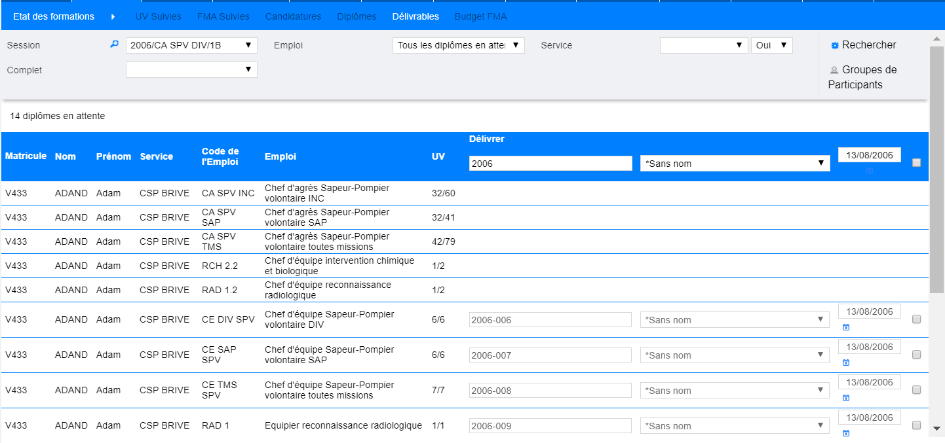 Etat des formations UV Suivies FMA Suivies Candidatures Diplômes Délivrables Budget FMA
Session 2006/CA SPV DIV/1B Emploi Tous les diplômes en atte Service Oui Rechercher
Complet Groupes de
Participants
14 diplômes en attente
Délivrer
Matricule Nom Prénom Service Code de l'Emploi Emploi UV 2006 *Sans nom 13/08/2006
V433 ADAND Adam CSP BRIVE CA SPV INC Chef d'agrès Sapeur-Pompier
volontaire INC 32/60
V433 ADAND Adam CSP BRIVE CA SPV
SAP Chef d'agrès Sapeur-Pompier
volontaire SAP 32/41
V433 ADAND Adam CSP BRIVE CA SPV
TMS Chef d'agrès Sapeur-Pompier
volontaire toutes missions 42/79
V433 ADAND Adam CSP BRIVE RCH 2.2 Chef d'équipe intervention chimique
et biologique 1/2
V433 ADAND Adam CSP BRIVE RAD 1.2 Chef d'équipe reconnaissance
radiologique 1/2
V433 ADAND Adam CSP BRIVE CE DIV SPV Chef d'équipe Sapeur-Pompier
volontaire DIV 6/6 2006-006 *Sans nom 13/08/2006
V433 ADAND Adam CSP BRIVE CE SAP
SPV Chef d'équipe Sapeur-Pompier
volontaire SAP 6/6 2006-007 *Sans nom 13/08/2006
V433 ADAND Adam CSP BRIVE CE TMS
SPV Chef d'équipe Sapeur-Pompier
volontaire toutes missions 7/7 2006-008 *Sans nom 13/08/2006
V433 ADAND Adam CSP BRIVE RAD 1 Equipier reconnaissance radiologique 1/1 2006-009 *Sans nom 13/08/2006